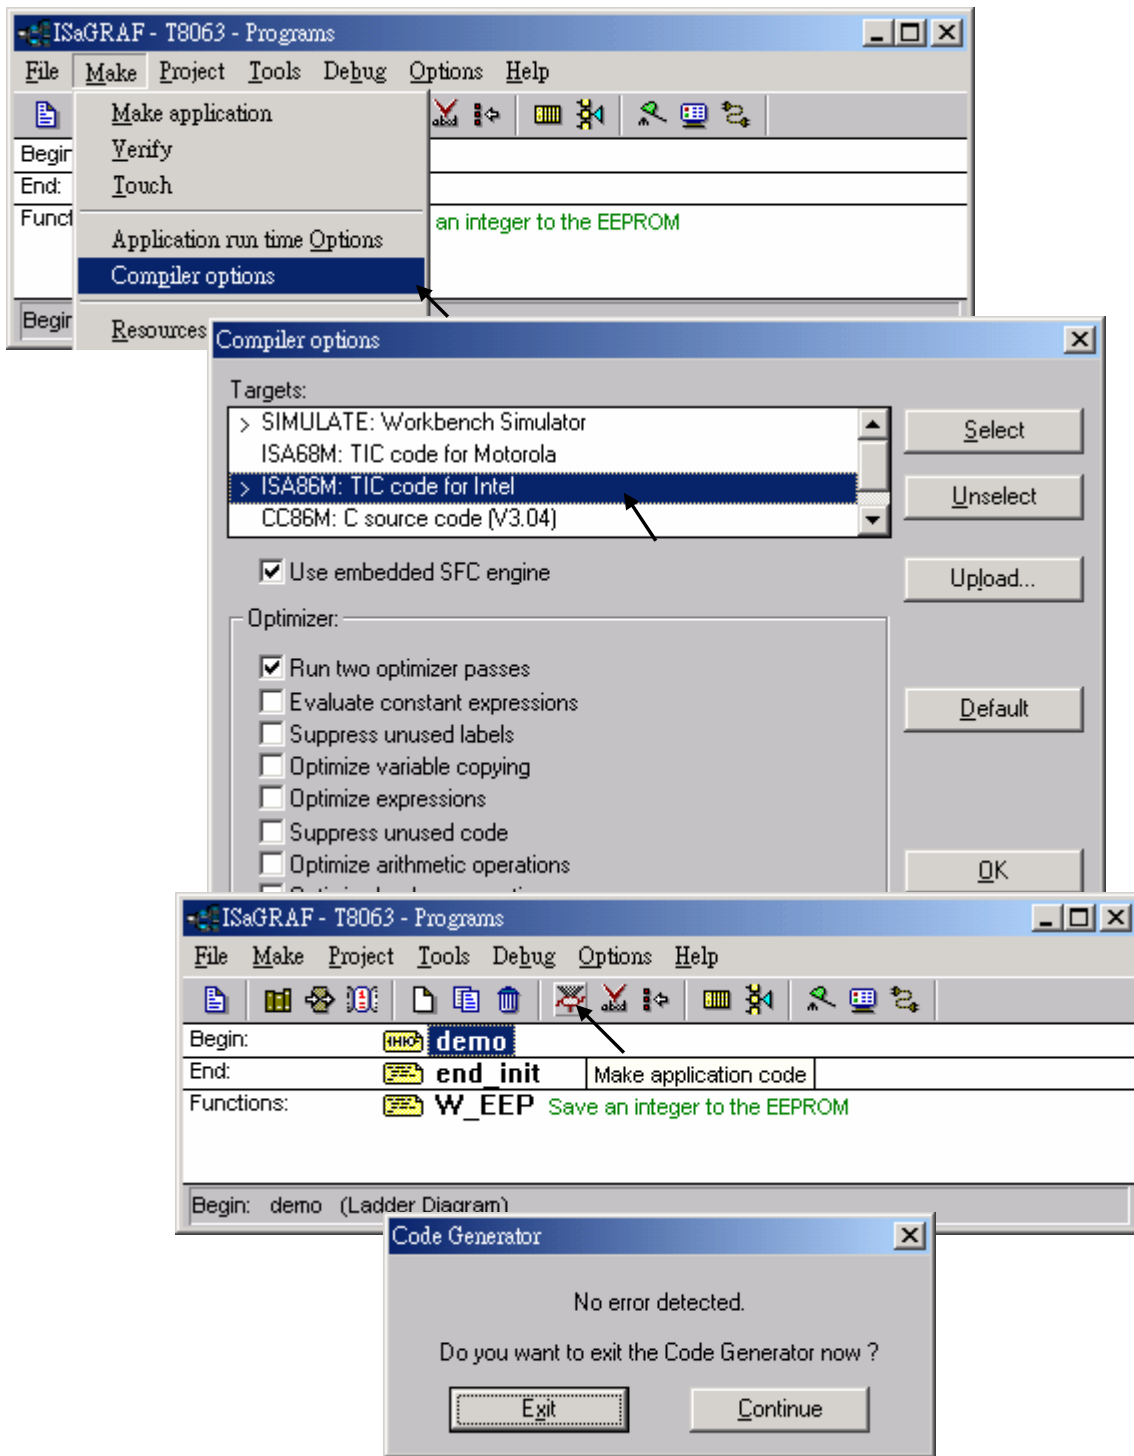 ISaGRAF - T8063 - Programs
File Make Project Tools Debug Options Help
Make application
Verify
Touch
Application run time Options
Compiler options
Resources
Begin
End:
Funct
an integer to the EEPROM
Begin
Compiler options
Targets:
> SIMULATE: Workbench Simulator
ISA68M: TIC code for Motorola
> ISA86M: TIC code for Intel
CC86M: C source code (V3.04)
Select
Unselect
Upload...
Default
OK
Use embedded SFC engine
Optimizer:
Run two optimizer passes
Evaluate constant expressions
Suppress unused labels
Optimize variable copying
Optimize expressions
Suppress unused code
Optimize arithmetic operations
ISaGRAF - T8063 - Programs
File Make Project Tools Debug Options Help
Begin: demo
End: end_init
Make application code
Functions: W_EEP Save an integer to the EEPROM
Begin: demo (Ladder Diagram)
Code Generator
No error detected.
Do you want to exit the Code Generator now ?
Exit Continue